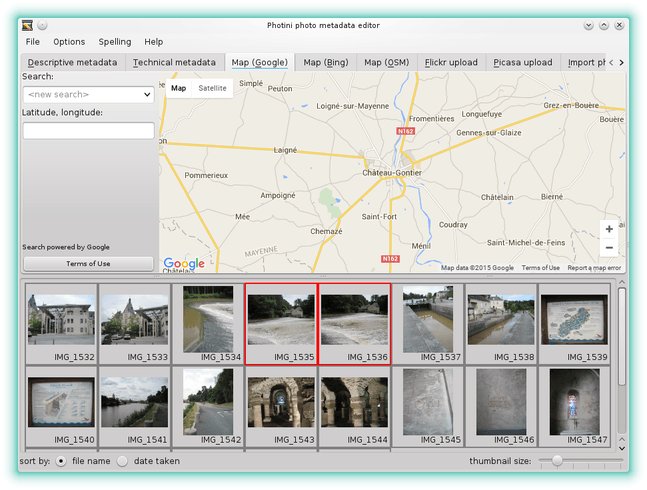 Photini photo metadata editor
File Options Spelling Help
Descriptive metadata Technical metadata Map (Google) Map (Bing) Map (OSM) Flickr upload Picasa upload Import ph
Search:
<new search>
Latitude, longitude:
Search powered by Google
Terms of Use
Map Satellite
Simplé
Peuton
Loigné-sur-Mayenne
Grez-en-Bouère
Fromentières
Longuefuye
Bouère
N162
Gennes-sur-Glaize
on
Laigné
Château-Gontier
Pommerieux
Ampoigné
Châtelain
Bierné
Mée
Saint-Fort
Coudray
Chemazé
Saint-Michel-de-Feins
Ménil
MAYENNE
N162
Châtelais
Google
+
−
Map data ©2015 Google Terms of Use Report a map error
IMG_1532 IMG_1533 IMG_1534 IMG_1535 IMG_1536 IMG_1537 IMG_1538 IMG_1539
IMG_1540 IMG_1541 IMG_1542 IMG_1543 IMG_1544 IMG_1545 IMG_1546 IMG_1547
sort by: file name date taken thumbnail size: